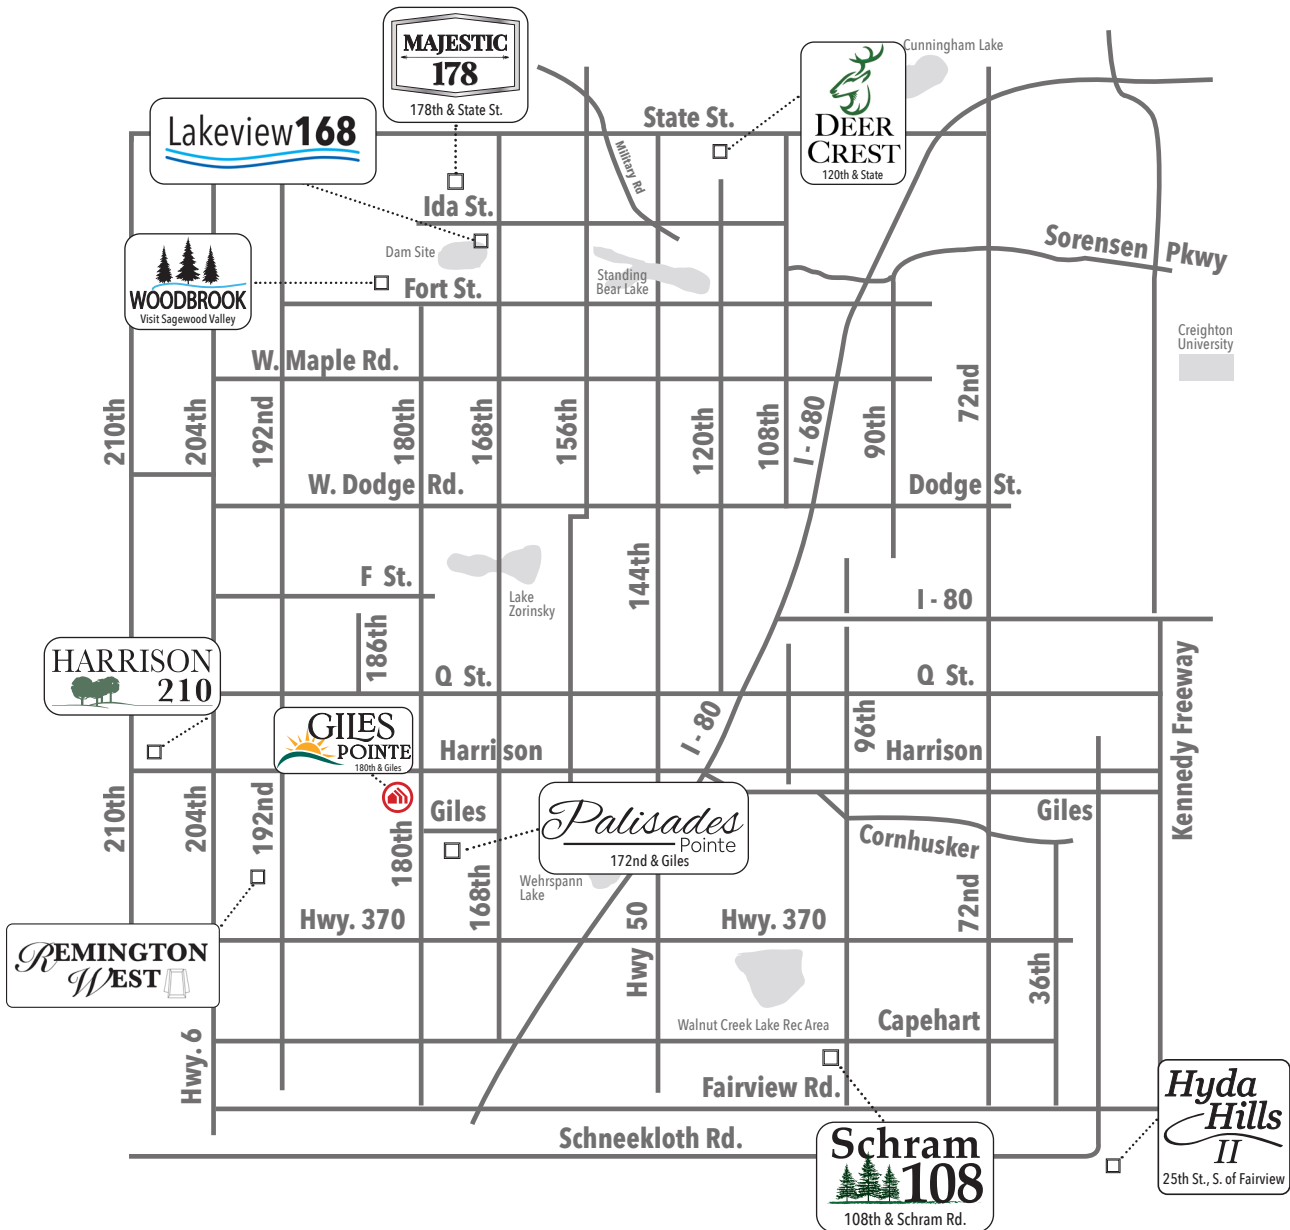 MAJESTIC
178
178th & State St.
Cunningham Lake
DEER
CREST
120th & State
State St.
Lakeview168
Military Rd
Ida St.
Dam Site
Standing
Bear Lake
Sorensen Pkwy
WOODBROOK
Visit Sagewood Valley
Fort St.
Creighton
University
W. Maple Rd.
210th
204th
192nd
180th
168th
156th
120th
108th
I - 680
90th
72nd
W. Dodge Rd.
Dodge St.
F St.
Lake
Zorinsky
144th
I - 80
186th
HARRISON
210
Q St.
Q St.
Kennedy Freeway
GILES
POINTE
180th & Giles
Harrison
I - 80
96th
Harrison
210th
204th
192nd
180th
Giles
Palisades
Pointe
172nd & Giles
Giles
Cornhusker
168th
Wehrspann
Lake
72nd
Hwy. 370
Hwy 50
Hwy. 370
REMINGTON
WEST
36th
Walnut Creek Lake Rec Area
Capehart
Hwy. 6
Fairview Rd.
Hyda
Hills
II
25th St., S. of Fairview
Schneekloth Rd.
Schram
108
108th & Schram Rd.